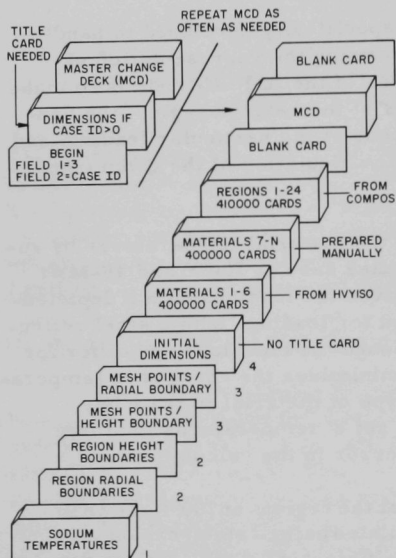 TITLE
CARD
NEEDED
MASTER CHANGE
DECK (MCD)
DIMENSIONS IF
CASE ID>0
BEGIN
FIELD 1=3
FIELD 2=CASE ID
REPEAT MCD AS
OFTEN AS NEEDED
BLANK CARD
MCD
BLANK CARD
REGIONS 1-24
410000 CARDS
FROM
COMPOS
MATERIALS 7-N
400000 CARDS
PREPARED
MANUALLY
MATERIALS 1-6
400000 CARDS
FROM HVYISO
INITIAL
DIMENSIONS
NO TITLE CARD
4
MESH POINTS/
RADIAL BOUNDARY
3
MESH POINTS/
HEIGHT BOUNDARY
3
REGION HEIGHT
BOUNDARIES
2
REGION RADIAL
BOUNDARIES
2
SODIUM
TEMPERATURES
1